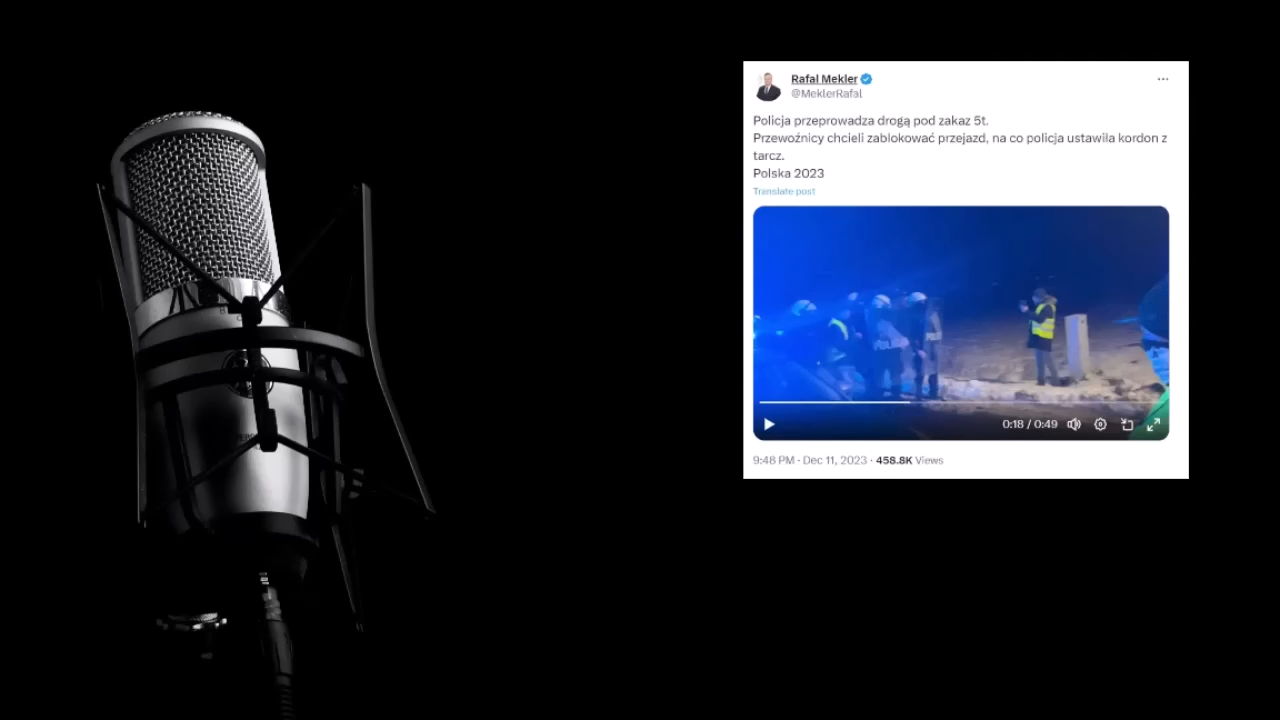 Rafal Mekler
@MeklerRafal
Policja przeprowadza drogą pod zakaz 5t.
Przewoźnicy chcieli zablokować przejazd, na co policja ustawiła kordon z
tarcz.
Polska 2023
Translate post
0:18 / 0:49
9:48 PM · Dec 11, 2023 · 458.8K Views